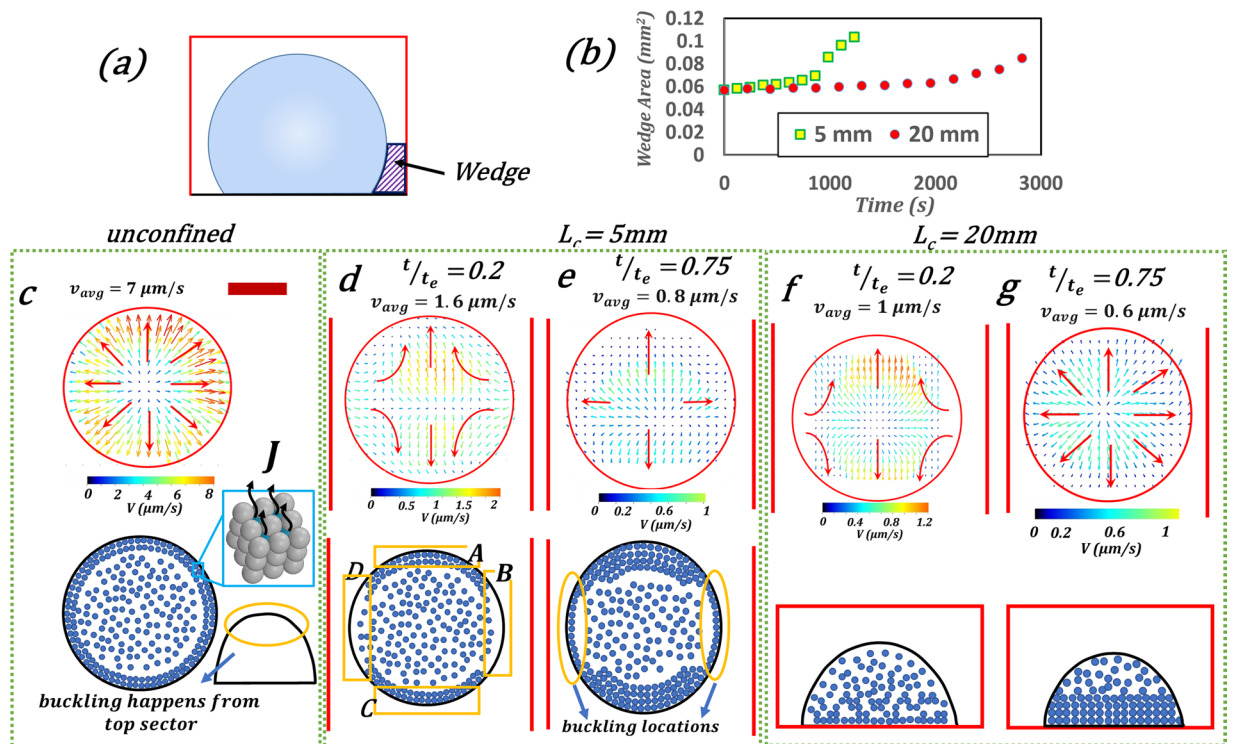 (a)
Wedge
(b)
Wedge Area (mm²)
0.12
0.1
0.08
0.06
0.04
0.02
0
5 mm
20 mm
0
1000
2000
3000
Time (s)
unconfined
L_c = 5mm
L_c = 20mm
c
v_avg = 7 μm/s
0 2 4 6 8
V (μm/s)
J
buckling happens from
top sector
d
t/t_e = 0.2
v_avg = 1.6 μm/s
0 0.5 1 1.5 2
V (μm/s)
A
B
C
D
e
t/t_e = 0.75
v_avg = 0.8 μm/s
0 0.2 0.6 1
V (μm/s)
buckling locations
f
t/t_e = 0.2
v_avg = 1 μm/s
0 0.4 0.8 1.2
V (μm/s)
g
t/t_e = 0.75
v_avg = 0.6 μm/s
0 0.2 0.6 1
V (μm/s)